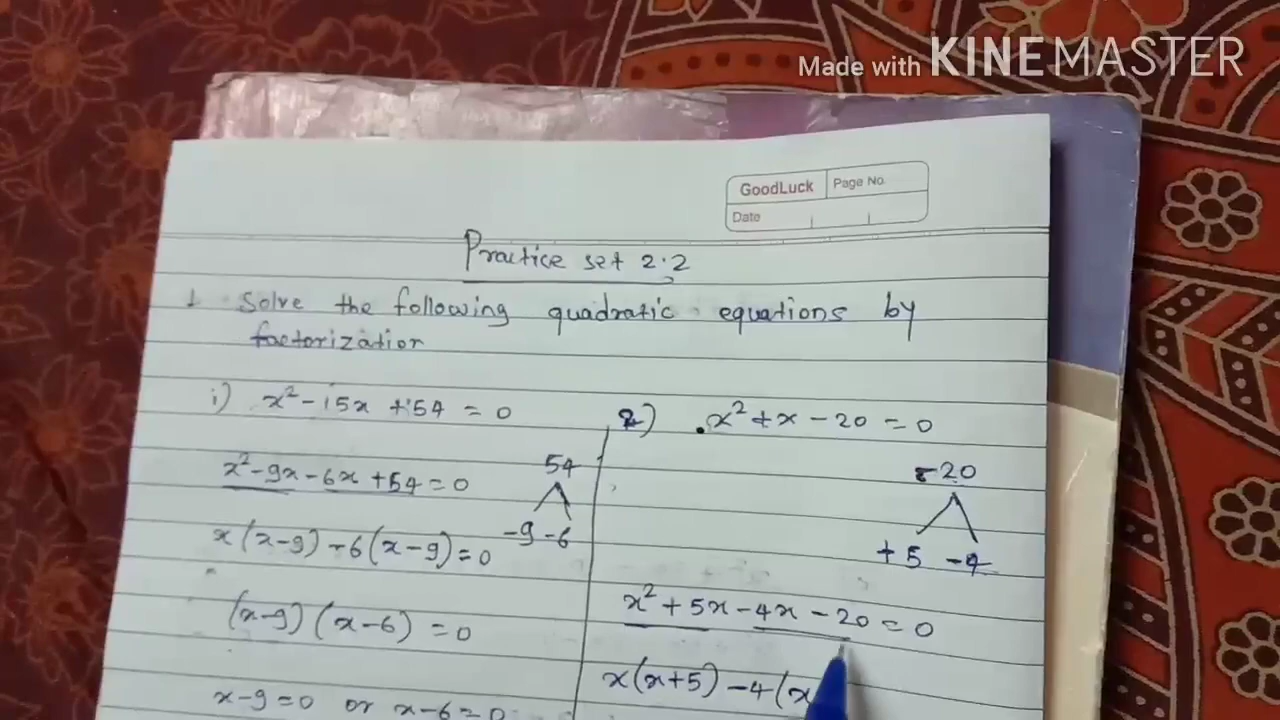 Made with KINEMASTER
GoodLuck Page No.
Date
Practice set 2.2
Solve the following quadratic equations by
factorization
i) x² - 15x + 54 = 0
x² - 9x - 6x + 54 = 0
54
-9 -6
x(x-9) - 6(x-9) = 0
(x-9) (x-6) = 0
x-9 = 0 or x-6 = 0
2) x² + x - 20 = 0
-20
+5 -4
x² + 5x - 4x - 20 = 0
x(x+5) - 4(x